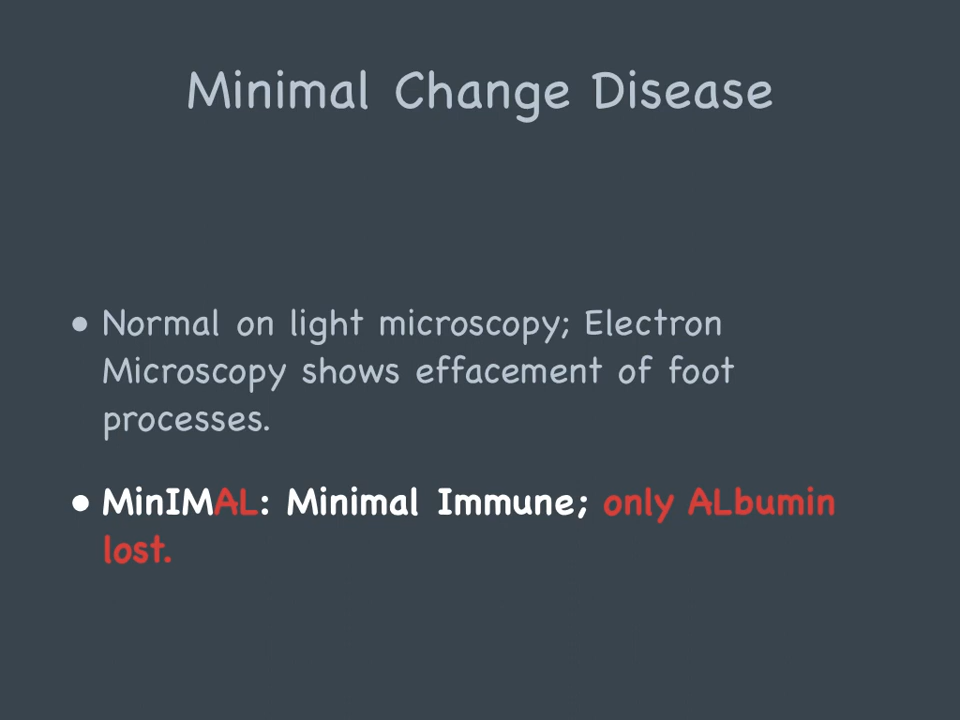 Minimal Change Disease
• Normal on light microscopy; Electron
Microscopy shows effacement of foot
processes.
• MinIMAL: Minimal Immune; only ALbumin
lost.